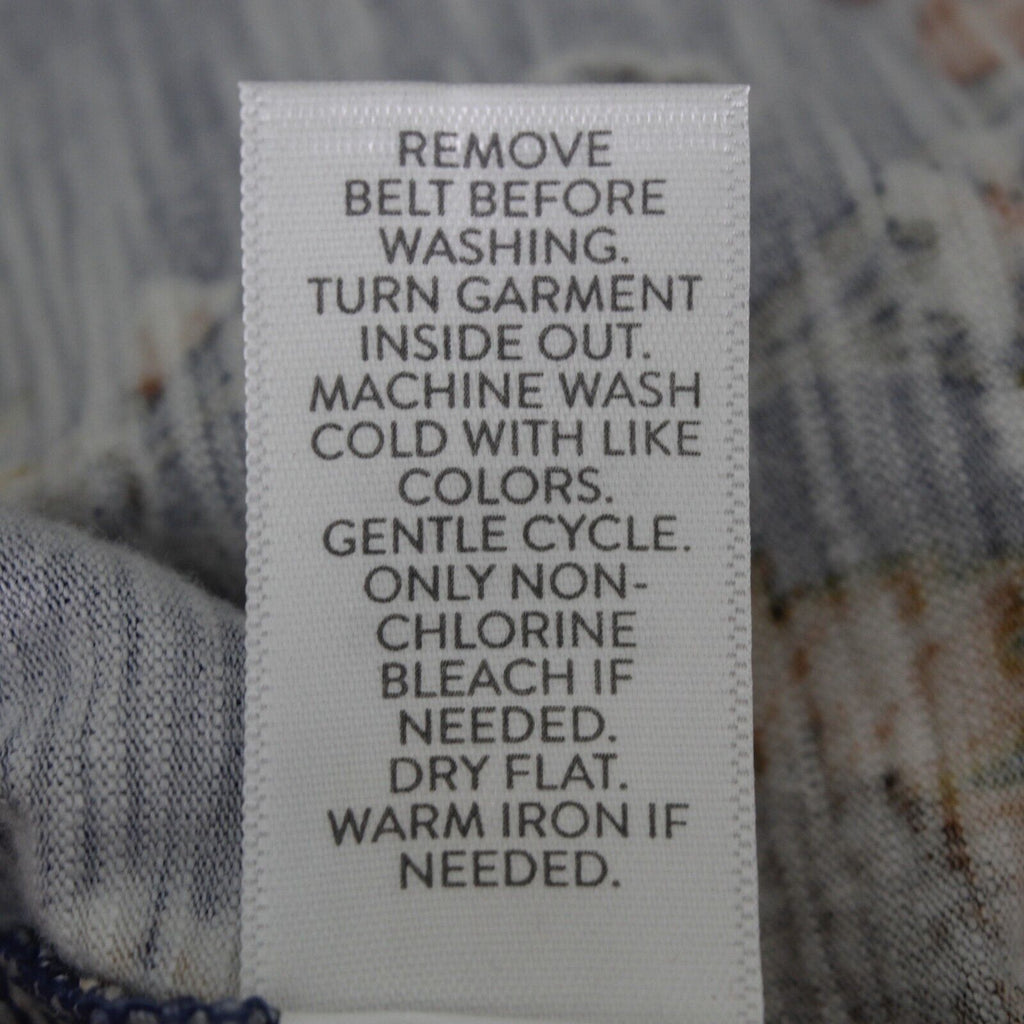 REMOVE
BELT BEFORE
WASHING.
TURN GARMENT
INSIDE OUT.
MACHINE WASH
COLD WITH LIKE
COLORS.
GENTLE CYCLE.
ONLY NON-
CHLORINE
BLEACH IF
NEEDED.
DRY FLAT.
WARM IRON IF
NEEDED.